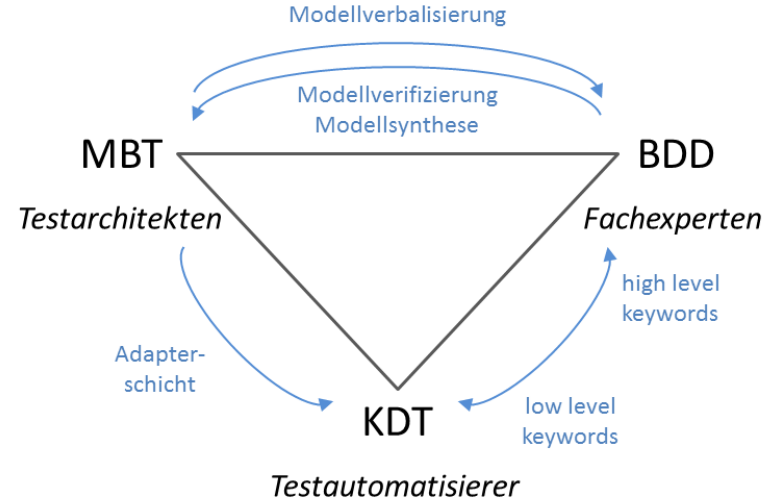 Modellverbalisierung
Modellverifizierung
Modellsynthese
MBT
BDD
Testarchitekten
Fachexperten
high level
keywords
Adapter-
schicht
low level
keywords
KDT
Testautomatisierer